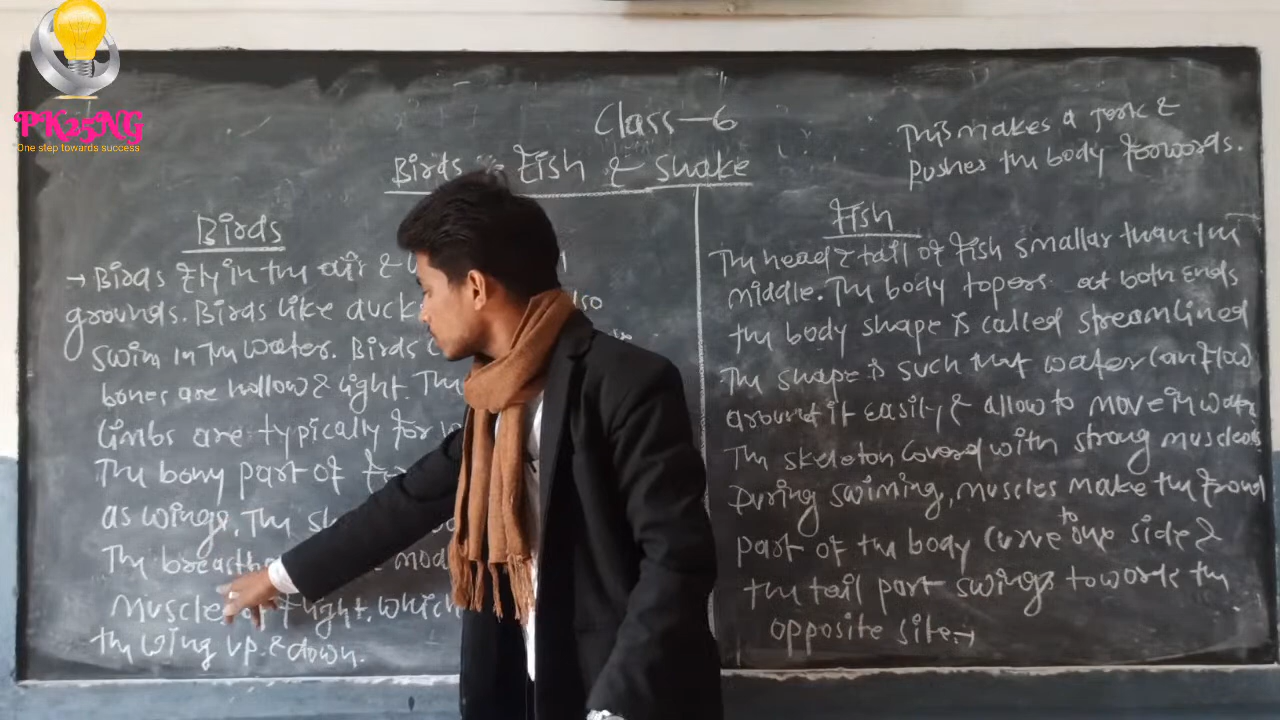 PK25NG
One step towards success
Class-6
Birds Fish & Snake
This makes a jerk &
pushes the body forwards.
Birds
→ Birds fly in the air &
grounds. Birds like duck
swim in the water. Birds
bones are hollow & light. The
limbs are typically for
The bony part of
as wings. The
The breast
Muscles of flight, which
the wing up & down.
Fish
The head & tail of fish smaller than the
middle. The body topers at both ends
the body shape is called streamlined
The shape is such that water can flow
around it easily & allow to move in water
The skeleton covered with strong muscles
During swiming, muscles make the front
part of the body curve to one side &
the tail part swings towards the
opposite site→